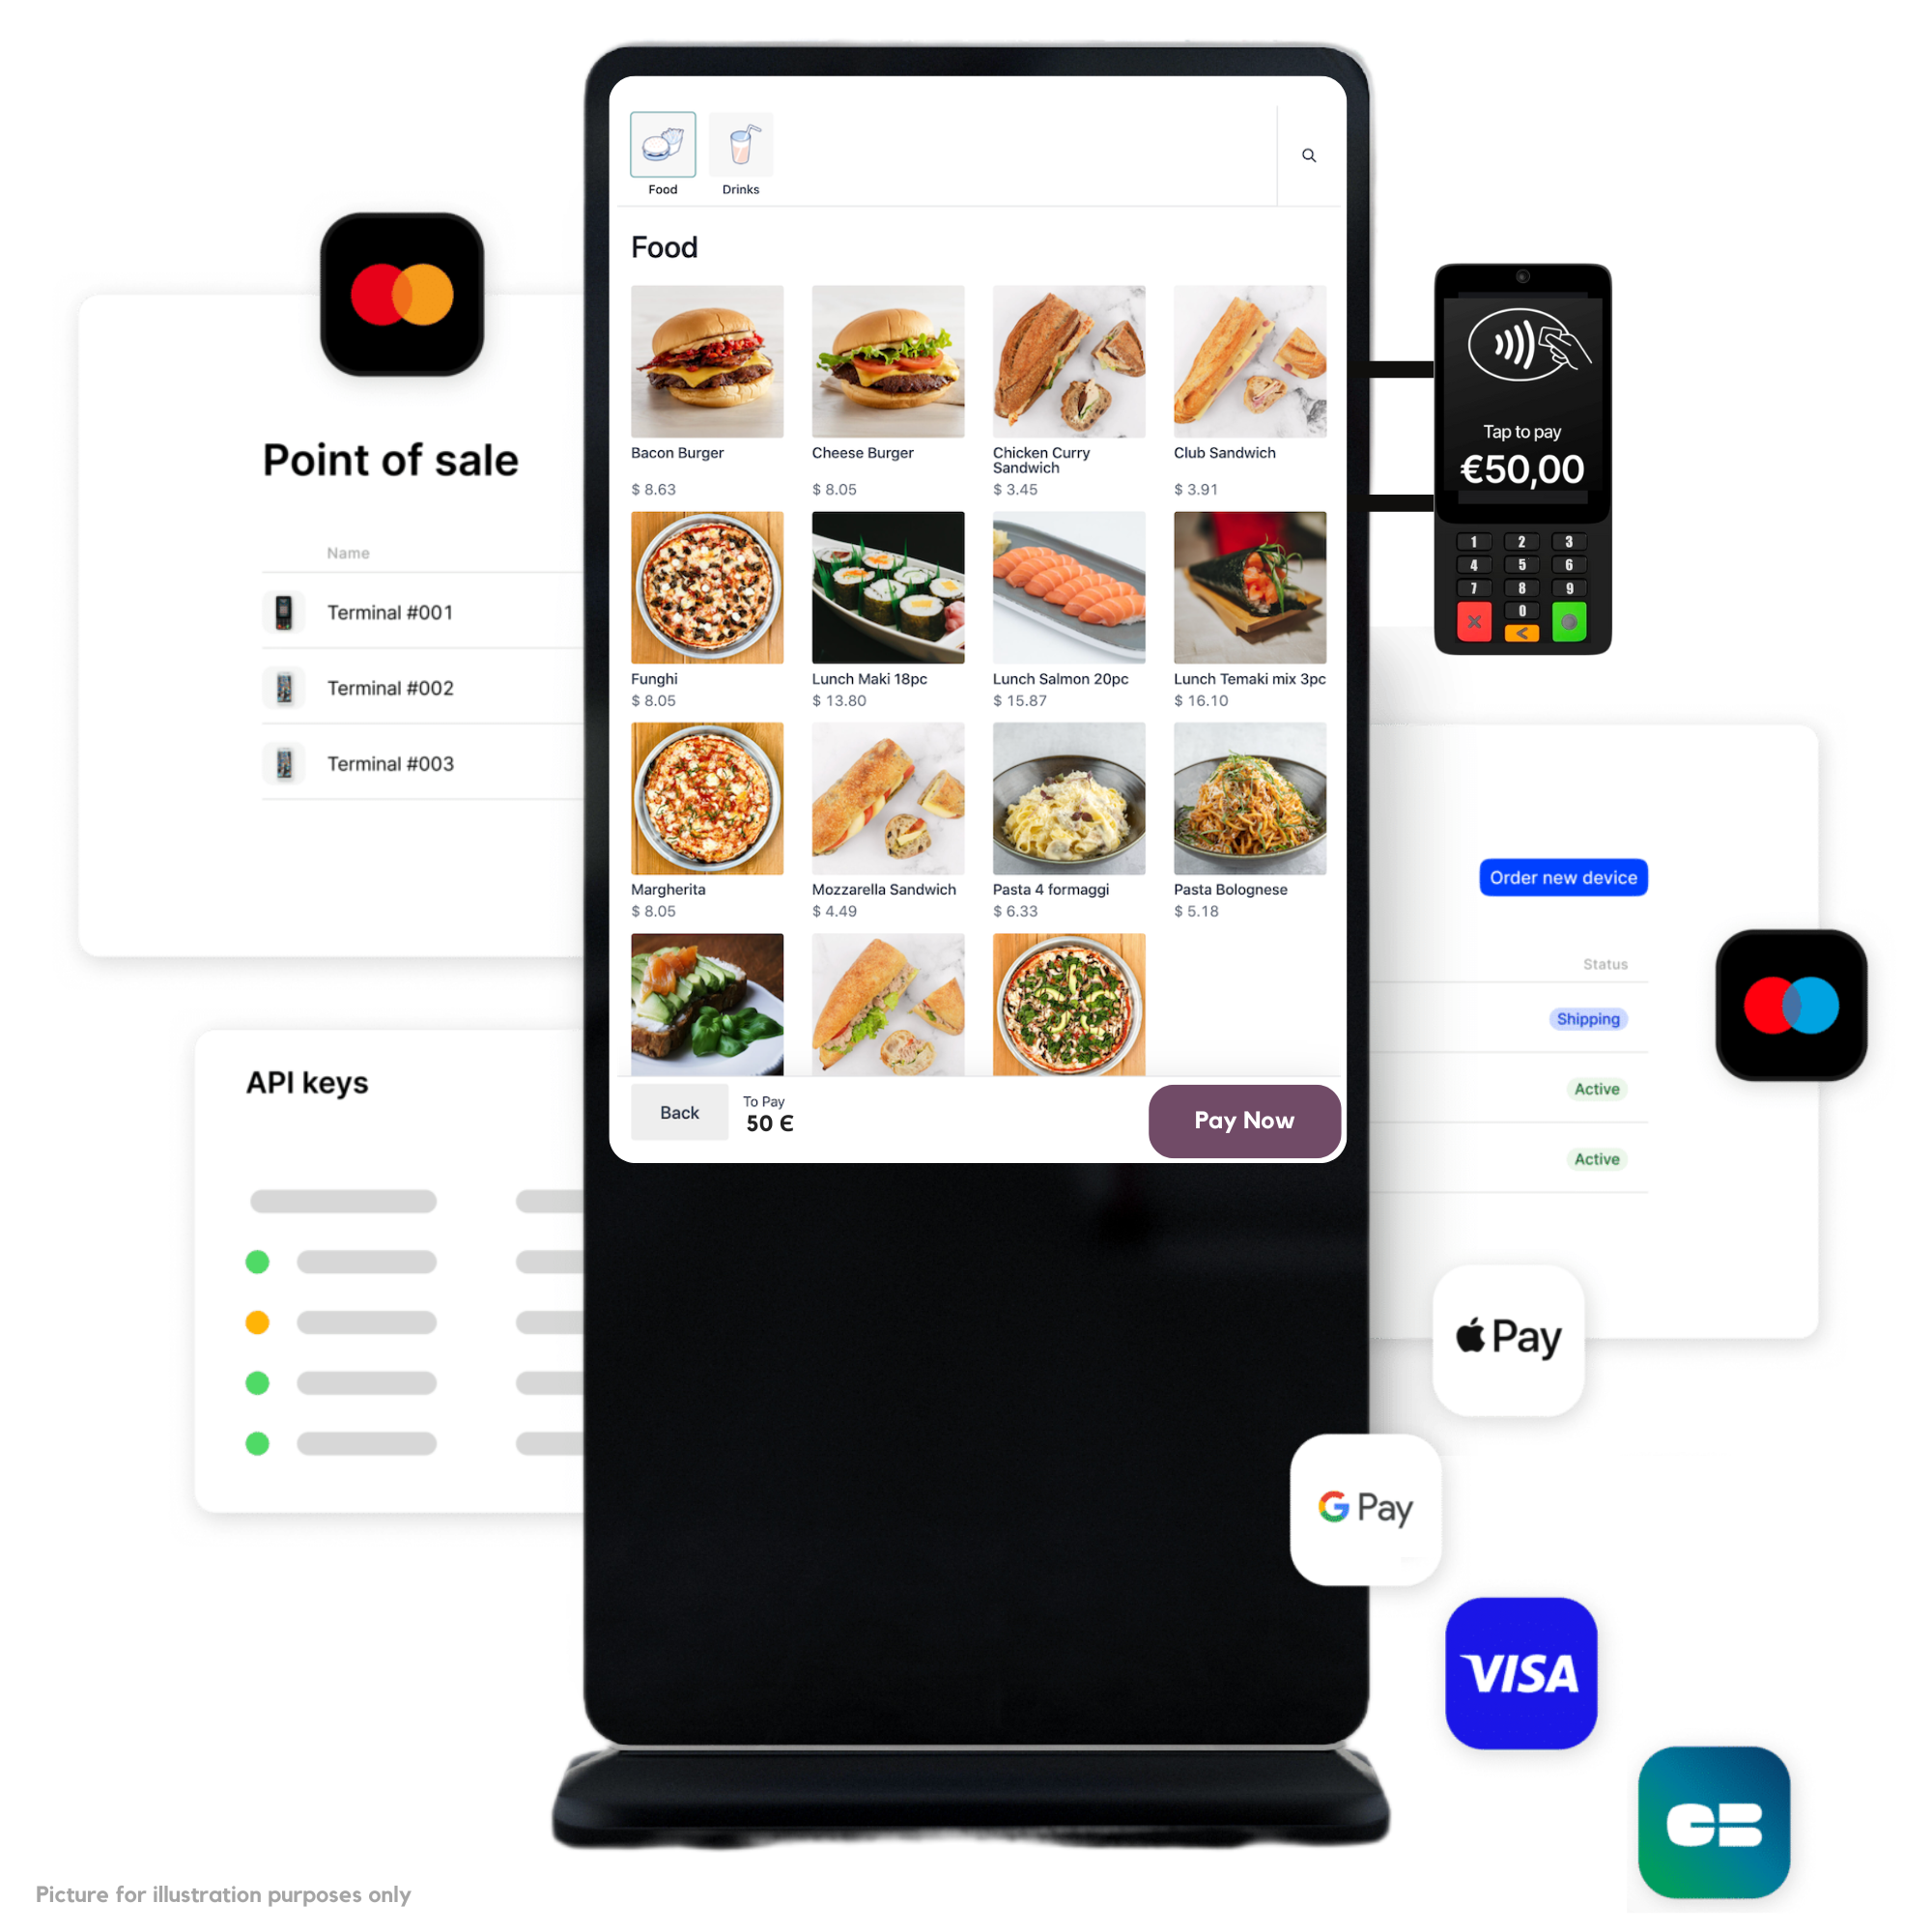 Food
Drinks
Food
Bacon Burger
$ 8.63
Cheese Burger
$ 8.05
Chicken Curry
Sandwich
$ 3.45
Club Sandwich
$ 3.91
Funghi
$ 8.05
Lunch Maki 18pc
$ 13.80
Lunch Salmon 20pc
$ 15.87
Lunch Temaki mix 3pc
$ 16.10
Margherita
$ 8.05
Mozzarella Sandwich
$ 4.49
Pasta 4 formaggi
$ 6.33
Pasta Bolognese
$ 5.18
Back
To Pay
50 €
Pay Now
Point of sale
Name
Terminal #001
Terminal #002
Terminal #003
API keys
Tap to pay
€50,00
1 2 3
4 5 6
7 8 9
0
Order new device
Status
Shipping
Active
Active
Pay
G Pay
VISA
CB
Picture for illustration purposes only